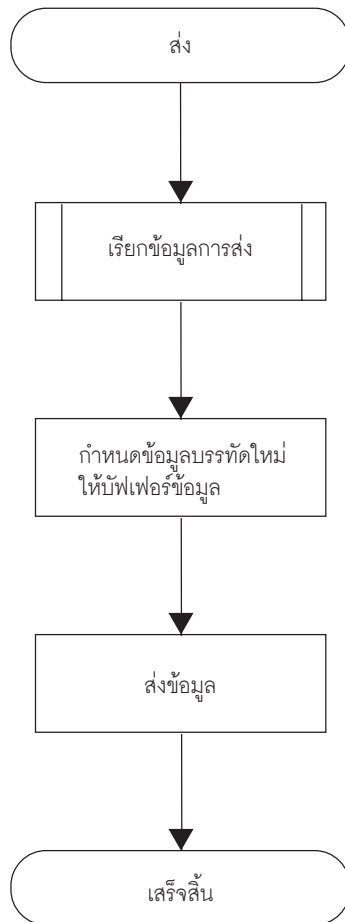 ส่ง
เรียกข้อมูลการส่ง
กำหนดข้อมูลบรรทัดใหม่
ให้บัฟเฟอร์ข้อมูล
ส่งข้อมูล
เสร็จสิ้น